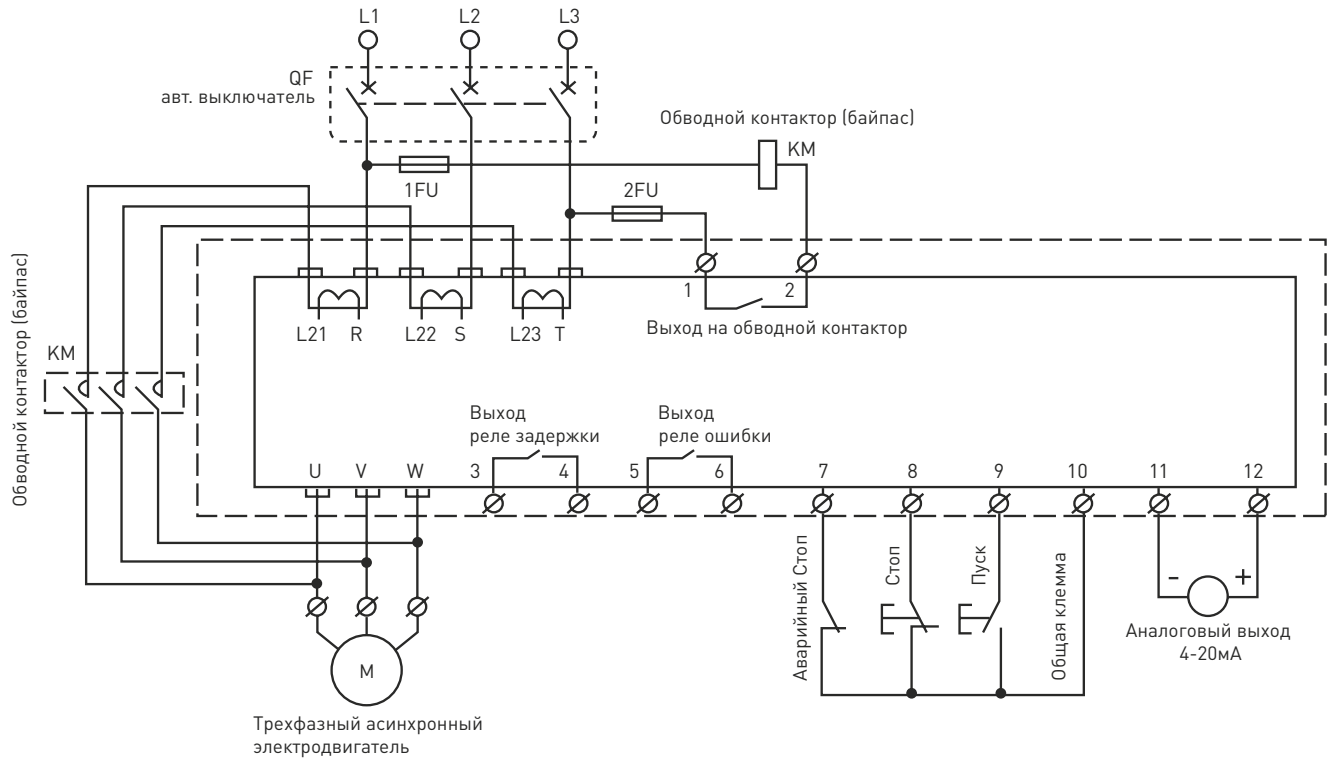 L1
L2
L3
QF
авт. выключатель
Обводной контактор (байпас)
КМ
1FU
2FU
1
2
Выход на обводной контактор
L21
R
L22
S
L23
T
Обводной контактор (байпас)
КМ
Выход
реле задержки
Выход
реле ошибки
U
V
W
3
4
5
6
7
8
9
10
11
12
Аварийный Стоп
Стоп
Пуск
Общая клемма
-
+
Аналоговый выход
4-20мА
М
Трехфазный асинхронный
электродвигатель